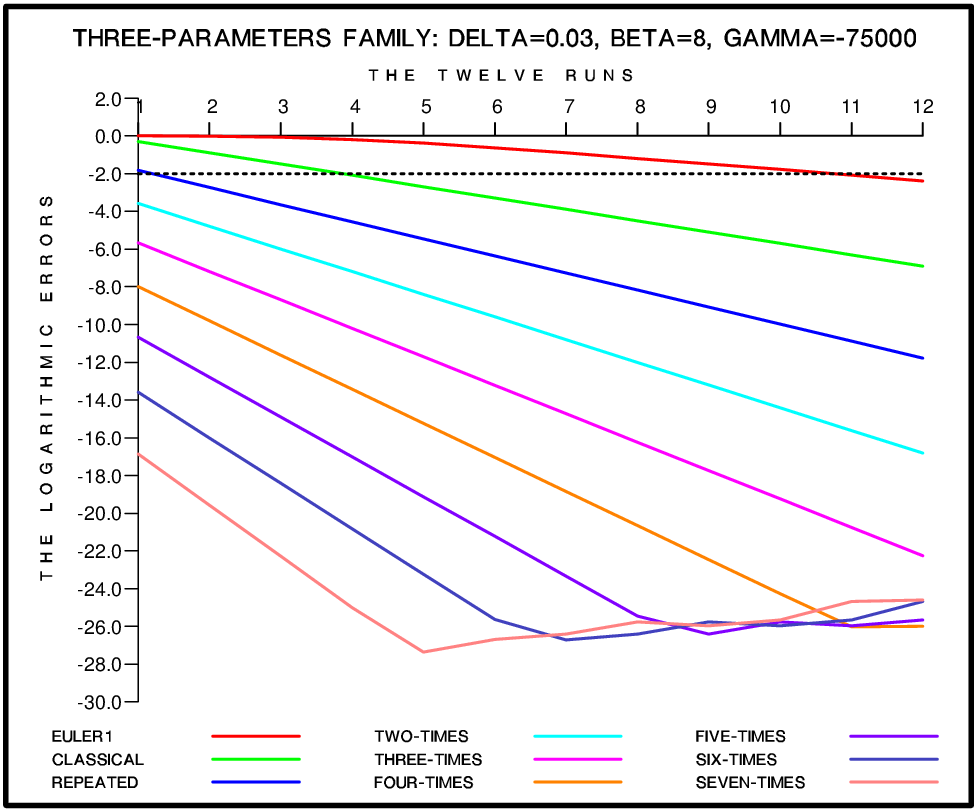 THREE-PARAMETERS FAMILY: DELTA=0.03, BETA=8, GAMMA=-75000
THE TWELVE RUNS
1 2 3 4 5 6 7 8 9 10 11 12
2.0
0.0
-2.0
-4.0
-6.0
-8.0
-10.0
-12.0
-14.0
-16.0
-18.0
-20.0
-22.0
-24.0
-26.0
-28.0
-30.0
THE LOGARITHMIC ERRORS
EULER1 TWO-TIMES FIVE-TIMES
CLASSICAL THREE-TIMES SIX-TIMES
REPEATED FOUR-TIMES SEVEN-TIMES